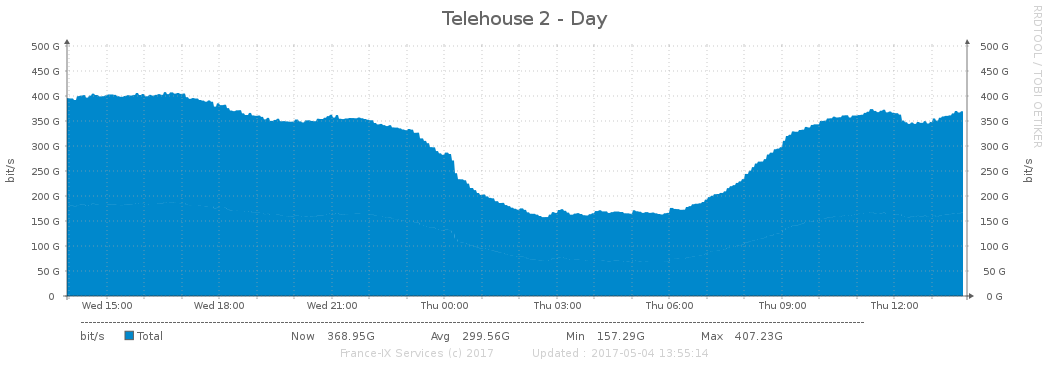 Telehouse 2 - Day
RRDTOOL / TOBI OETIKER
500 G 500 G
450 G 450 G
400 G 400 G
350 G 350 G
300 G 300 G
250 G 250 G
200 G 200 G
150 G 150 G
100 G 100 G
50 G 50 G
0 0 G
bit/s bit/s
Wed 15:00 Wed 18:00 Wed 21:00 Thu 00:00 Thu 03:00 Thu 06:00 Thu 09:00 Thu 12:00
bit/s Total Now 368.95G Avg 299.56G Min 157.29G Max 407.23G
France-IX Services (c) 2017 Updated : 2017-05-04 13:55:14